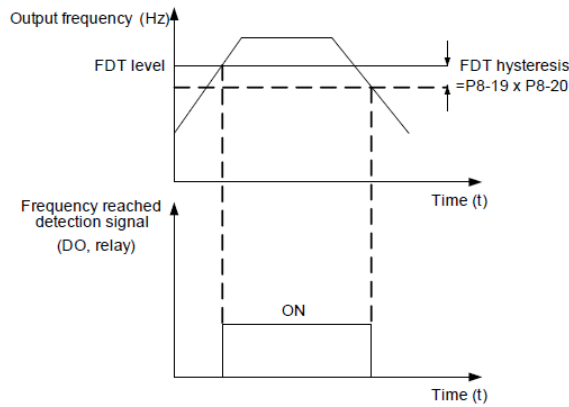 Output frequency (Hz)
FDT level
FDT hysteresis
=P8-19 x P8-20
Time (t)
Frequency reached
detection signal
(DO, relay)
ON
Time (t)